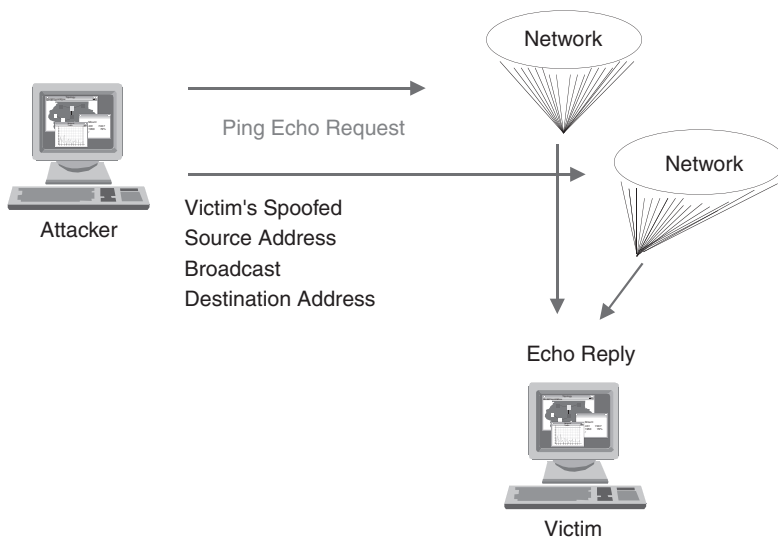 Network
Ping Echo Request
Network
Attacker
Victim's Spoofed
Source Address
Broadcast
Destination Address
Echo Reply
Victim